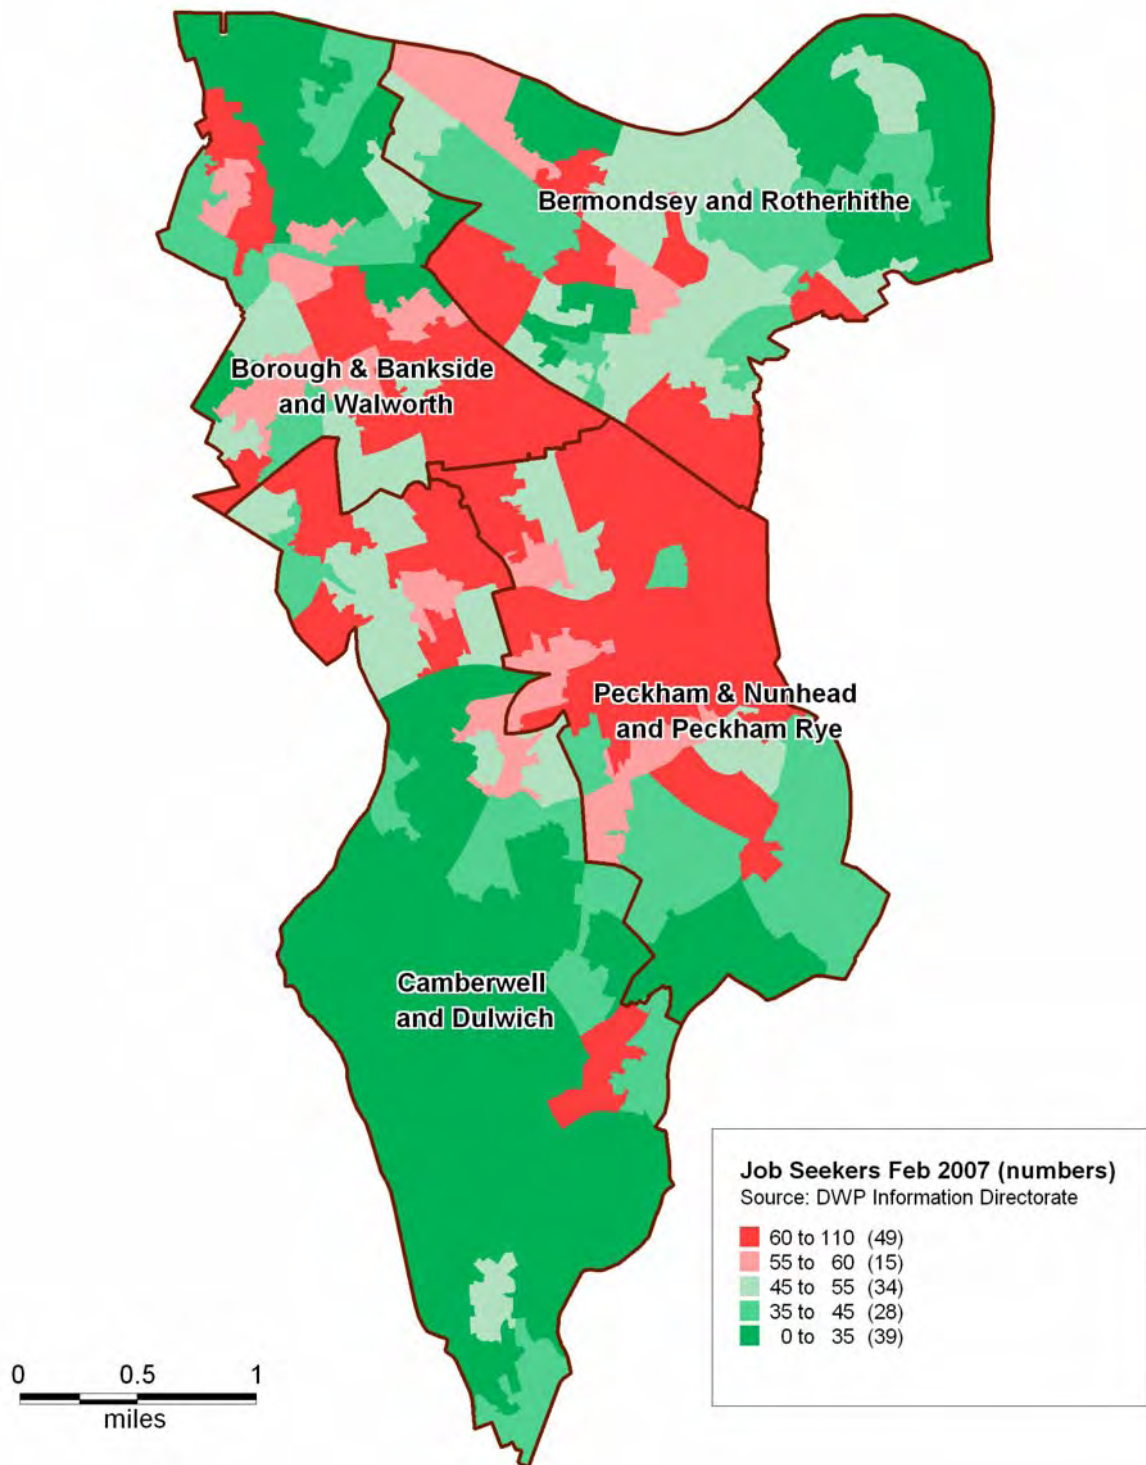 Bermondsey and Rotherhithe
Borough & Bankside
and Walworth
Peckham & Nunhead
and Peckham Rye
Camberwell
and Dulwich
Job Seekers Feb 2007 (numbers)
Source: DWP Information Directorate
60 to 110 (49)
55 to 60 (15)
45 to 55 (34)
35 to 45 (28)
0 to 35 (39)
0 0.5 1
miles